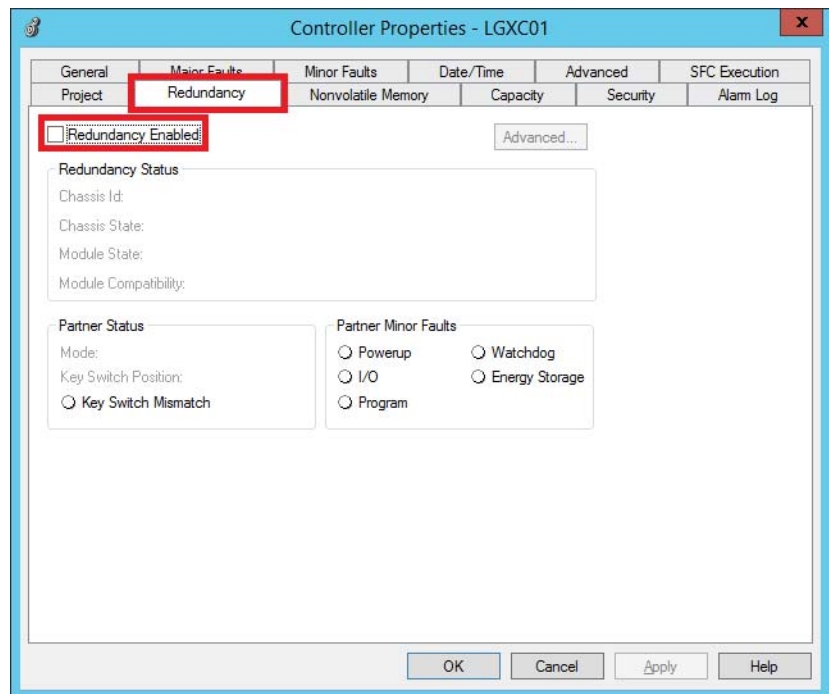 Controller Properties - LGXC01
x
General Major Faults Minor Faults Date/Time Advanced SFC Execution
Project Redundancy Nonvolatile Memory Capacity Security Alarm Log
Redundancy Enabled Advanced...
Redundancy Status
Chassis Id:
Chassis State:
Module State:
Module Compatibility:
Partner Status Partner Minor Faults
Mode: Powerup Watchdog
Key Switch Position: I/O Energy Storage
Key Switch Mismatch Program
OK Cancel Apply Help